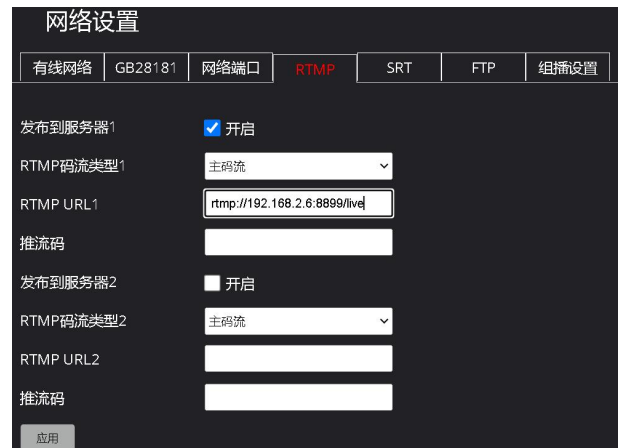 网络设置
有线网络 GB28181 网络端口 RTMP SRT FTP 组播设置
发布到服务器1 开启
RTMP码流类型1 主码流
RTMP URL1 rtmp://192.168.2.6:8899/live
推流码
发布到服务器2 开启
RTMP码流类型2 主码流
RTMP URL2
推流码
应用